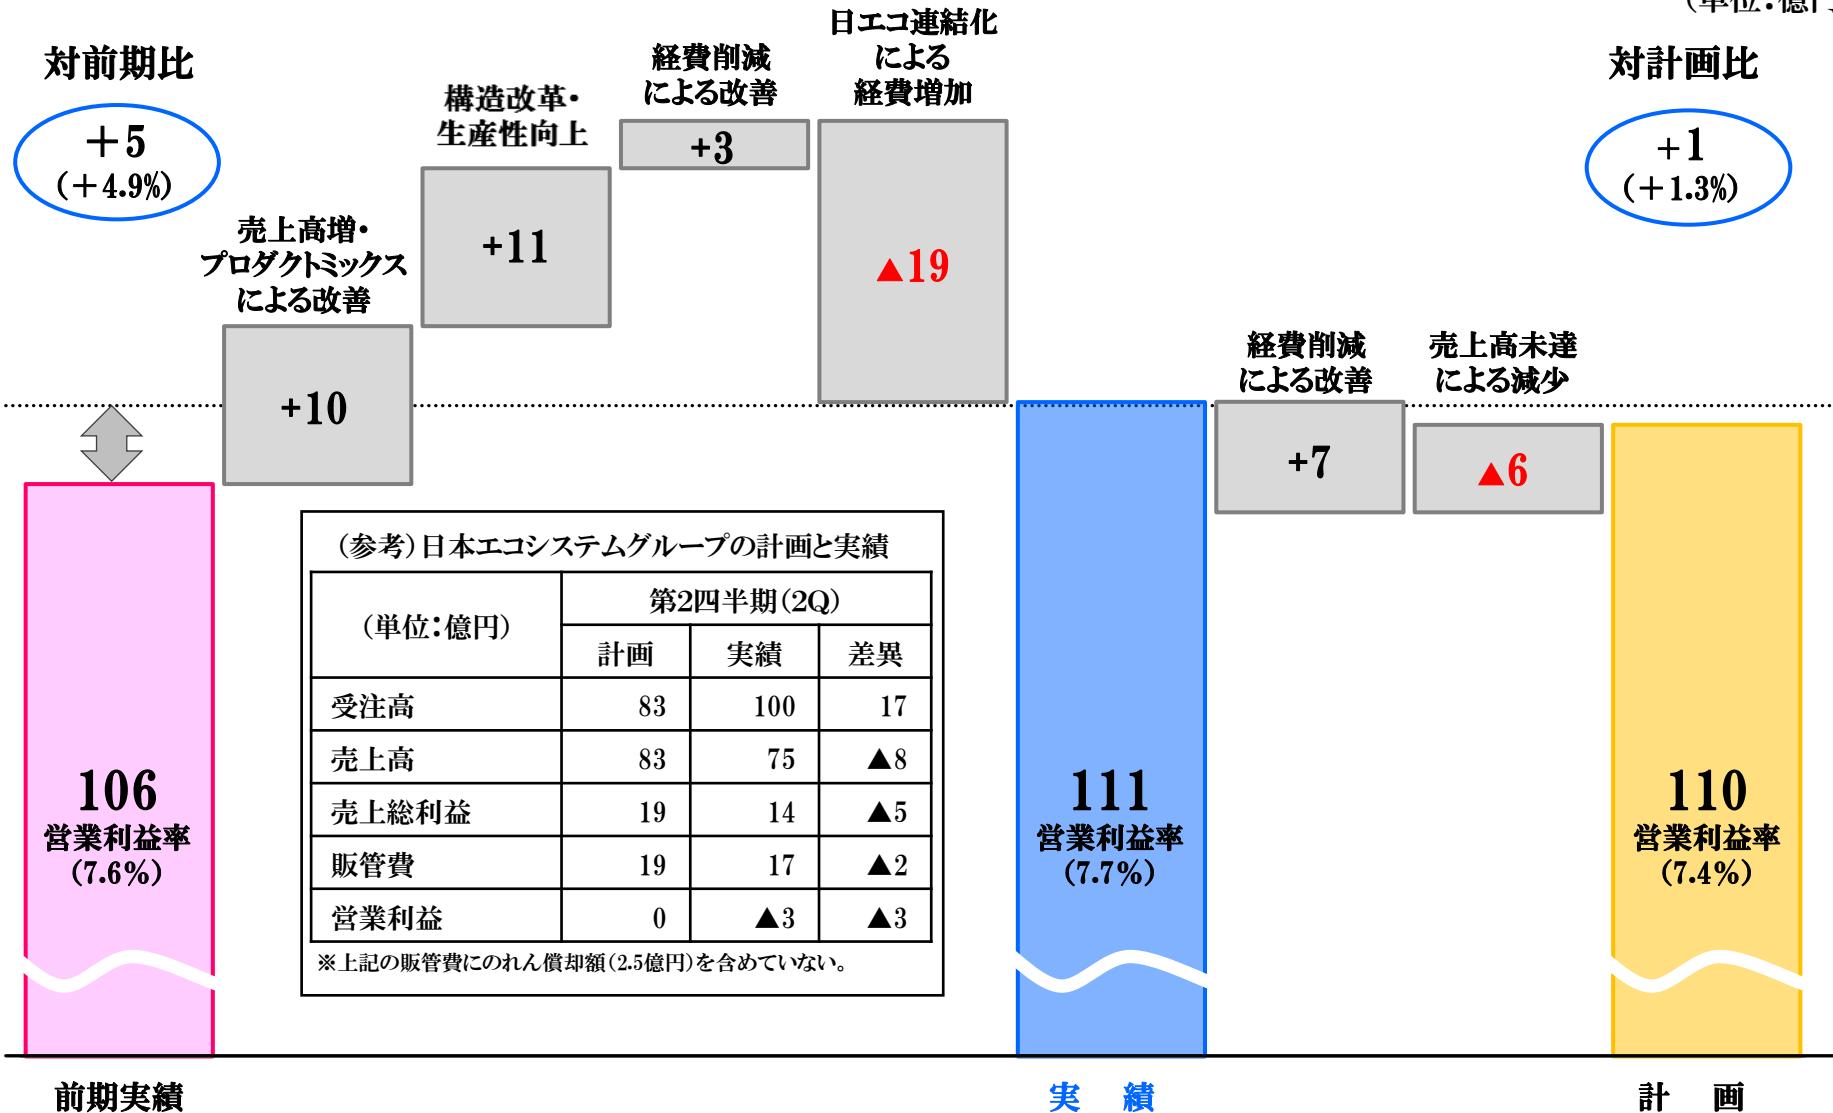 （単位：億円
対前期比
＋5
（＋4.9％）
売上高増・
プロダクトミックス
による改善
+10
構造改革・
生産性向上
+11
経費削減
による改善
+3
日エコ連結化
による
経費増加
▲19
対計画比
＋1
（＋1.3％）
経費削減
による改善
+7
売上高未達
による減少
▲6
106
営業利益率
（7.6％）
111
営業利益率
（7.7％）
110
営業利益率
（7.4％）
（参考）日本エコシステムグループの計画と実績
（単位：億円） 第2四半期（2Q）
計画 実績 差異
受注高 83 100 17
売上高 83 75 ▲8
売上総利益 19 14 ▲5
販管費 19 17 ▲2
営業利益 0 ▲3 ▲3
※上記の販管費にのれん償却額（2.5億円）を含めていない。
前期実績
実　績
計　画